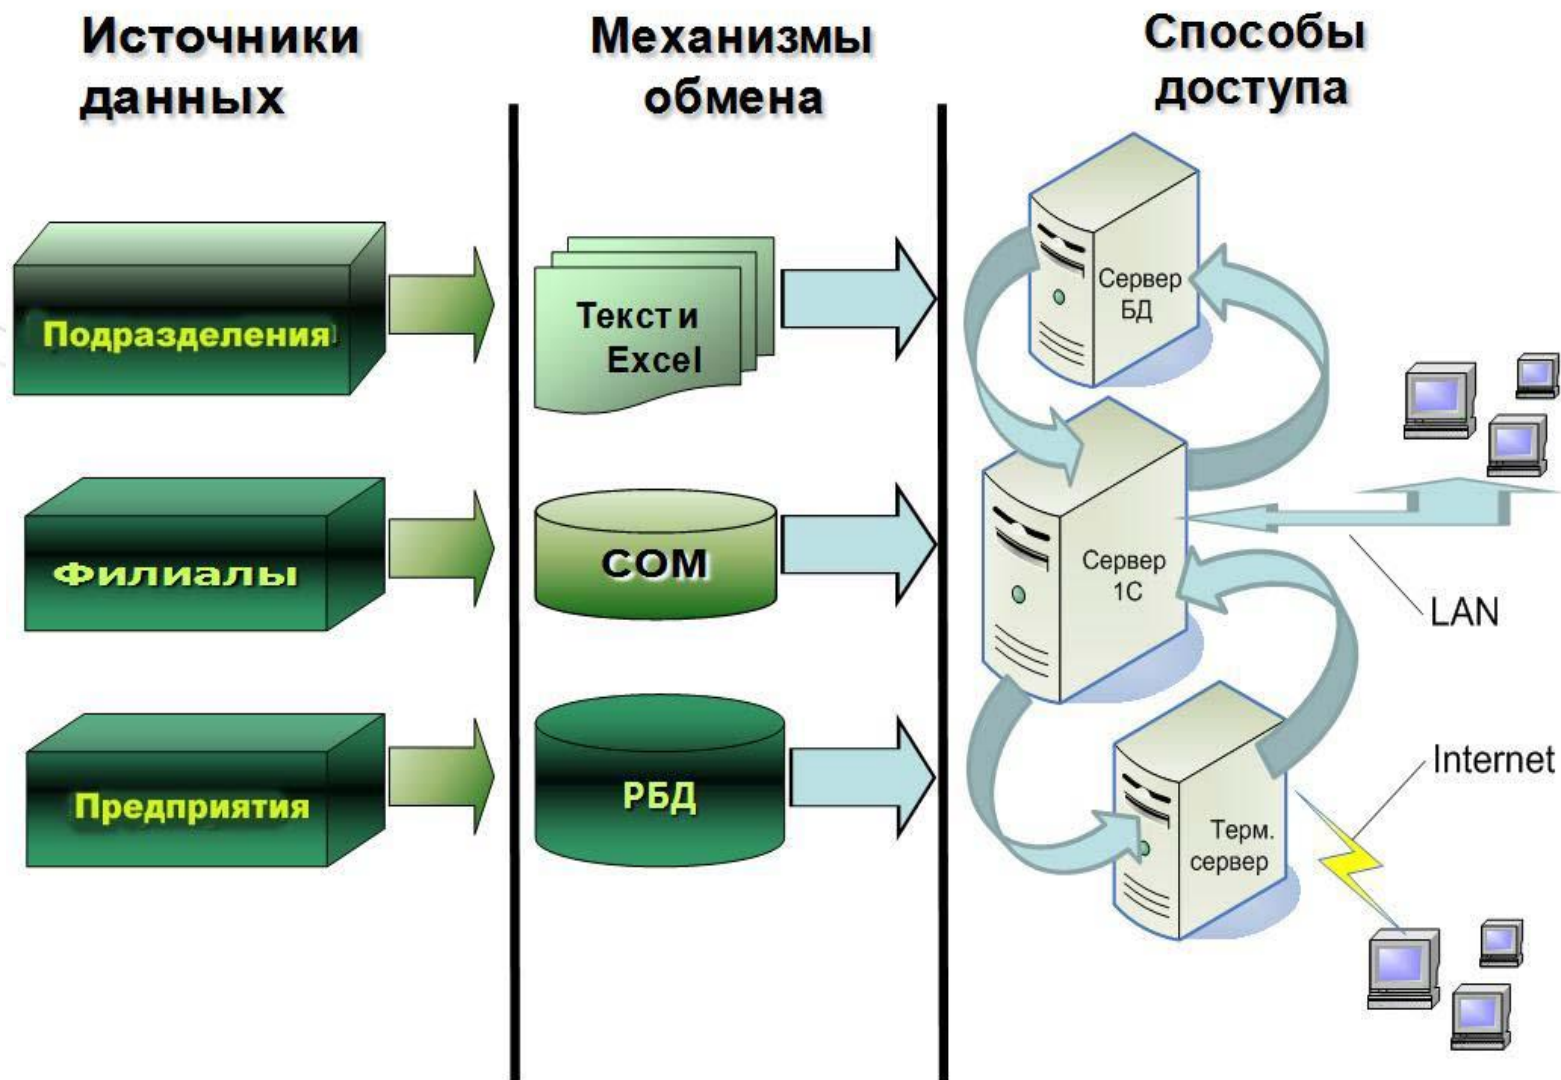 Источники
данных
Механизмы
обмена
Способы
доступа
Подразделения
Текст и
Excel
Сервер
БД
Филиалы
COM
Сервер
1С
LAN
Предприятия
РБД
Терм.
сервер
Internet